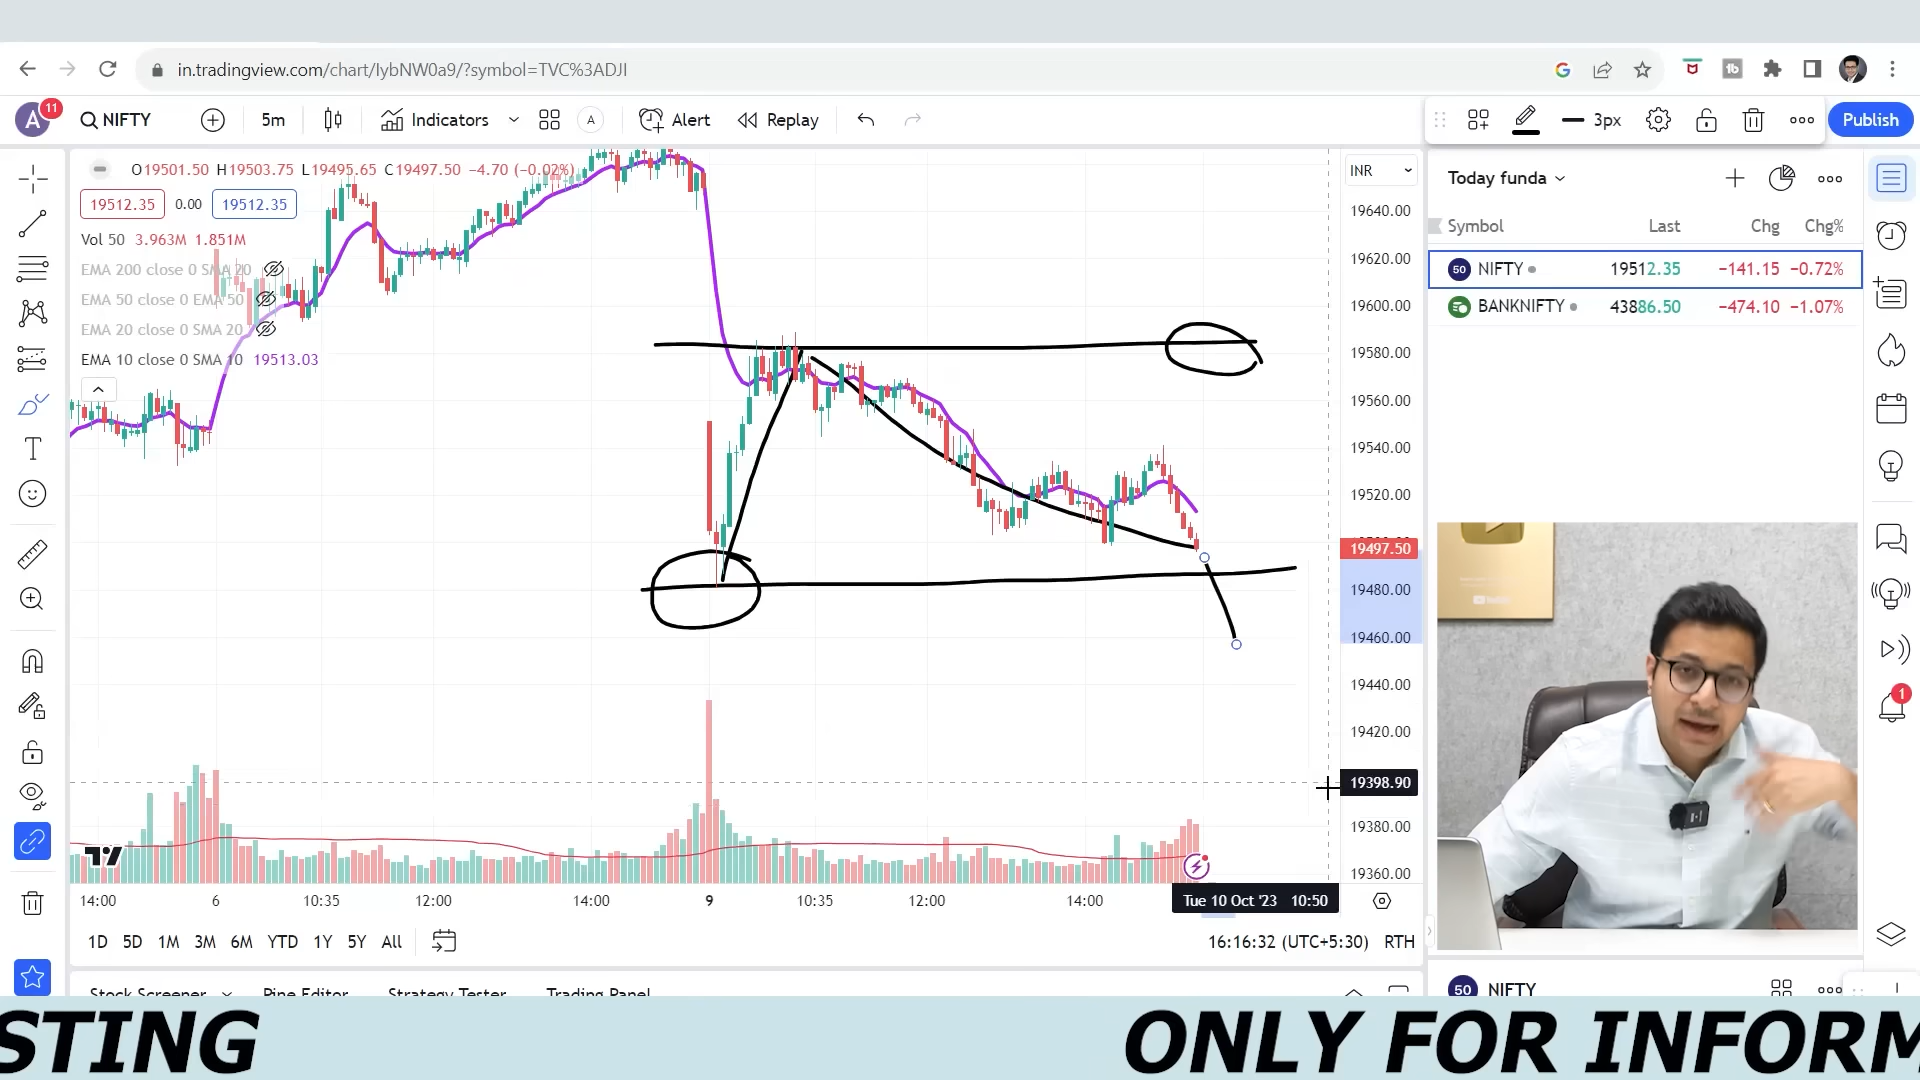 in.tradingview.com/chart/IybNW0a9/?symbol=TVC%3ADJI
A 11 NIFTY 5m Indicators A Alert Replay 3px Publish
O19501.50 H19503.75 L19495.65 C19497.50 −4.70 (−0.02%)
19512.35 0.00 19512.35
Vol 50 3.963M 1.851M
EMA 200 close 0 SMA 20
EMA 50 close 0 EMA 50
EMA 20 close 0 SMA 20
EMA 10 close 0 SMA 10 19513.03
INR
19640.00
19620.00
19600.00
19580.00
19560.00
19540.00
19520.00
19497.50
19480.00
19460.00
19440.00
19420.00
19398.90
19380.00
19360.00
14:00 6 10:35 12:00 14:00 9 10:35 12:00 14:00 Tue 10 Oct '23 10:50
1D 5D 1M 3M 6M YTD 1Y 5Y All 16:16:32 (UTC+5:30) RTH
Stock Screener Pine Editor Strategy Tester Trading Panel
Today funda
Symbol Last Chg Chg%
50 NIFTY 19512.35 −141.15 −0.72%
BANKNIFTY 43886.50 −474.10 −1.07%
1
50 NIFTY
STING ONLY FOR INFORM